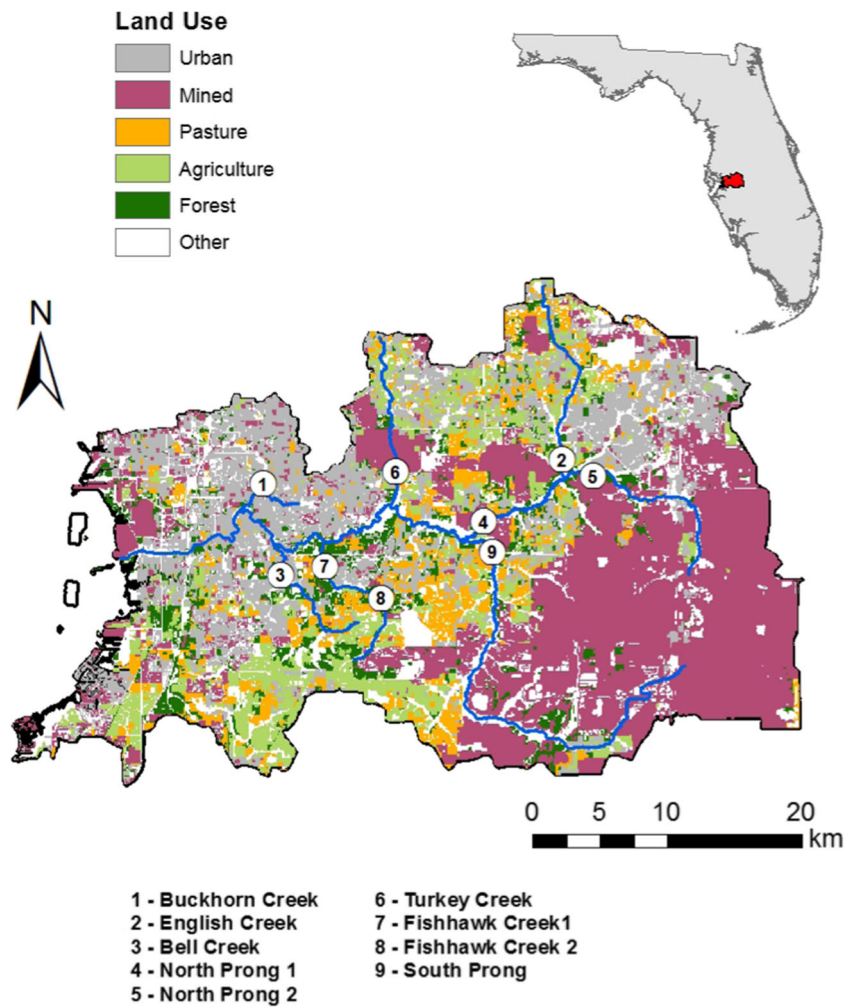 Land Use
Urban
Mined
Pasture
Agriculture
Forest
Other
N
1
2
6
5
4
9
3
7
8
0 5 10 20
km
1 - Buckhorn Creek
2 - English Creek
3 - Bell Creek
4 - North Prong 1
5 - North Prong 2
6 - Turkey Creek
7 - Fishhawk Creek1
8 - Fishhawk Creek 2
9 - South Prong